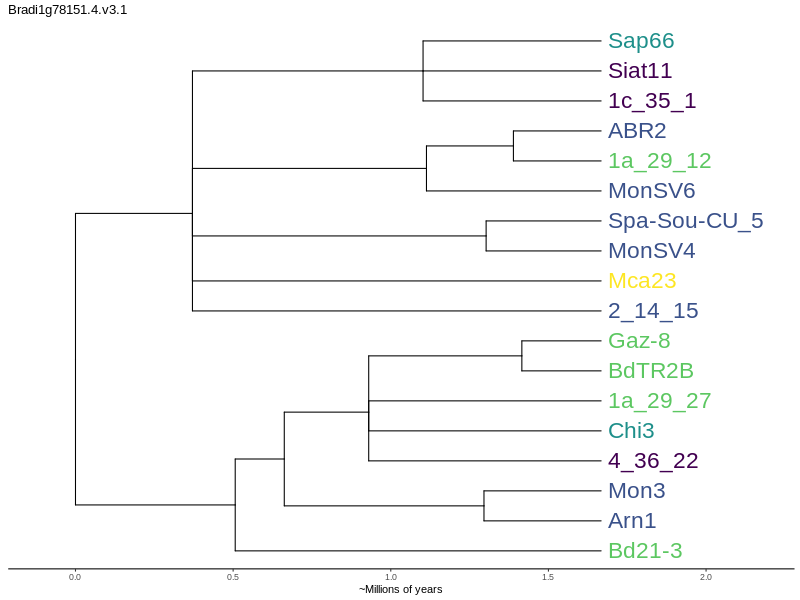 Bradi1g78151.4.v3.1
Sap66
Siat11
1c_35_1
ABR2
1a_29_12
MonSV6
Spa-Sou-CU_5
MonSV4
Mca23
2_14_15
Gaz-8
BdTR2B
1a_29_27
Chi3
4_36_22
Mon3
Arn1
Bd21-3
0.0 0.5 1.0 1.5 2.0
~Millions of years